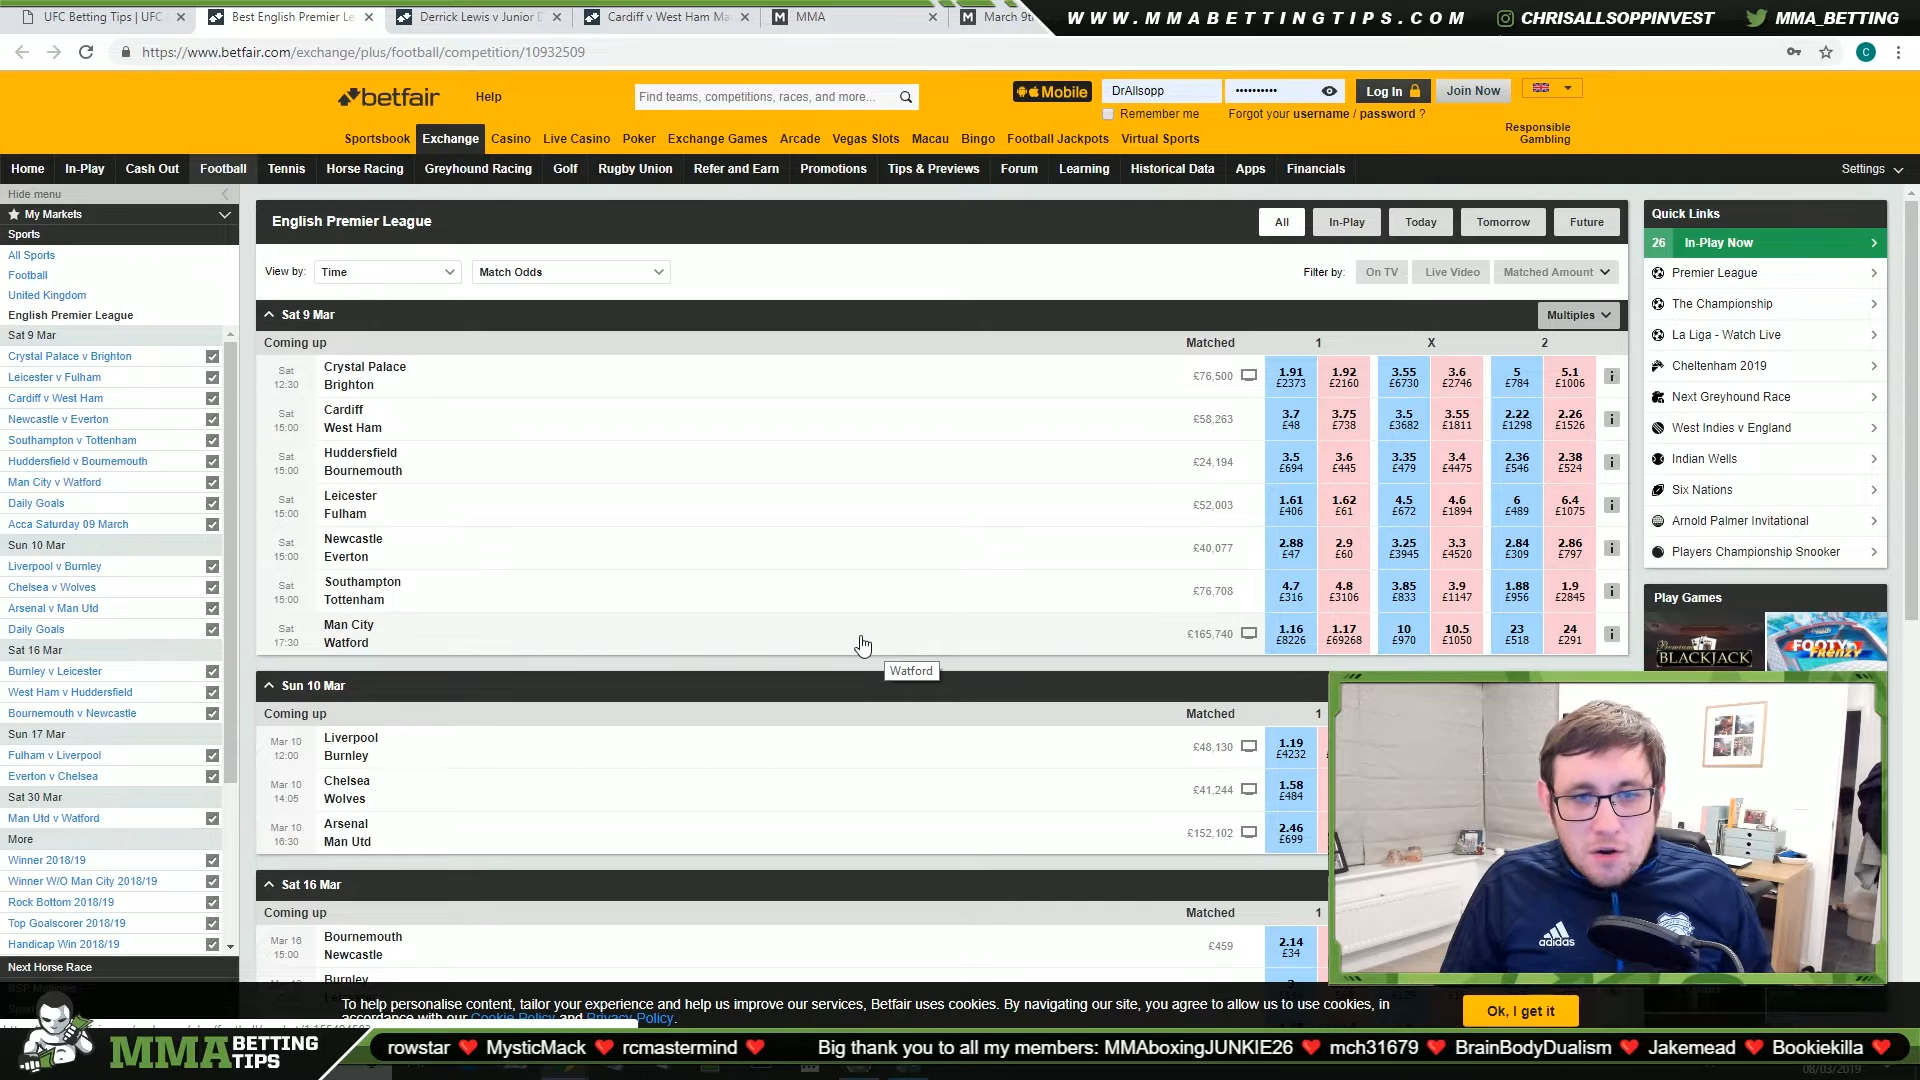 UFC Betting Tips | UFC
Best English Premier Le
Derrick Lewis v Junior D
Cardiff v West Ham Ma
MMA
March 9th
WWW.MMABETTINGTIPS.COM
CHRISALLSOPPINVEST
MMA_BETTING
https://www.betfair.com/exchange/plus/football/competition/10932509
C
betfair
Help
Find teams, competitions, races, and more...
Mobile
DrAllsopp
••••••••••
Log In
Join Now
Remember me
Forgot your username / password ?
Responsible
Gambling
Sportsbook Exchange Casino Live Casino Poker Exchange Games Arcade Vegas Slots Macau Bingo Football Jackpots Virtual Sports
Home In-Play Cash Out Football Tennis Horse Racing Greyhound Racing Golf Rugby Union Refer and Earn Promotions Tips & Previews Forum Learning Historical Data Apps Financials Settings
Hide menu
My Markets
Sports
All Sports
Football
United Kingdom
English Premier League
Sat 9 Mar
Crystal Palace v Brighton
Leicester v Fulham
Cardiff v West Ham
Newcastle v Everton
Southampton v Tottenham
Huddersfield v Bournemouth
Man City v Watford
Daily Goals
Acca Saturday 09 March
Sun 10 Mar
Liverpool v Burnley
Chelsea v Wolves
Arsenal v Man Utd
Daily Goals
Sat 16 Mar
Burnley v Leicester
West Ham v Huddersfield
Bournemouth v Newcastle
Sun 17 Mar
Fulham v Liverpool
Everton v Chelsea
Sat 30 Mar
Man Utd v Watford
More
Winner 2018/19
Winner W/O Man City 2018/19
Rock Bottom 2018/19
Top Goalscorer 2018/19
Handicap Win 2018/19
Next Horse Race
English Premier League
All In-Play Today Tomorrow Future
View by: Time Match Odds
Filter by: On TV Live Video Matched Amount
Sat 9 Mar Multiples
Coming up Matched 1 X 2
Sat Crystal Palace 1.91 1.92 3.55 3.6 5 5.1
12:30 Brighton £76,500 £2373 £2160 £6730 £2746 £784 £1006
Sat Cardiff 3.7 3.75 3.5 3.55 2.22 2.26
15:00 West Ham £58,263 £48 £738 £3682 £1811 £1298 £1526
Sat Huddersfield 3.5 3.6 3.35 3.4 2.36 2.38
15:00 Bournemouth £24,194 £694 £445 £479 £4475 £546 £524
Sat Leicester 1.61 1.62 4.5 4.6 6 6.4
15:00 Fulham £52,003 £406 £61 £672 £1894 £489 £1075
Sat Newcastle 2.88 2.9 3.25 3.3 2.84 2.86
15:00 Everton £40,077 £47 £60 £3945 £4520 £309 £797
Sat Southampton 4.7 4.8 3.85 3.9 1.88 1.9
15:00 Tottenham £76,708 £316 £3106 £833 £1147 £956 £2845
Sat Man City 1.16 1.17 10 10.5 23 24
17:30 Watford £165,740 £8226 £69268 £970 £1050 £518 £291
Watford
Sun 10 Mar
Coming up Matched 1
Mar 10 Liverpool 1.19
12:00 Burnley £48,130 £4232
Mar 10 Chelsea 1.58
14:05 Wolves £41,244 £484
Mar 10 Arsenal 2.46
16:30 Man Utd £152,102 £699
Sat 16 Mar
Coming up Matched 1
Mar 16 Bournemouth 2.14
15:00 Newcastle £459 £34
Burnley
Quick Links
26 In-Play Now
Premier League
The Championship
La Liga - Watch Live
Cheltenham 2019
Next Greyhound Race
West Indies v England
Indian Wells
Six Nations
Arnold Palmer Invitational
Players Championship Snooker
Play Games
PREMIUM
BLACKJACK
FOOTY
FRENZY
adidas
To help personalise content, tailor your experience and help us improve our services, Betfair uses cookies. By navigating our site, you agree to allow us to use cookies, in
accordance with our Cookie Policy and Privacy Policy.
Ok, I get it
MMA BETTING
TIPS
rowstar MysticMack rcmastermind Big thank you to all my members: MMAboxingJUNKIE26 mch31679 BrainBodyDualism Jakemead Bookiekilla
08/03/2019